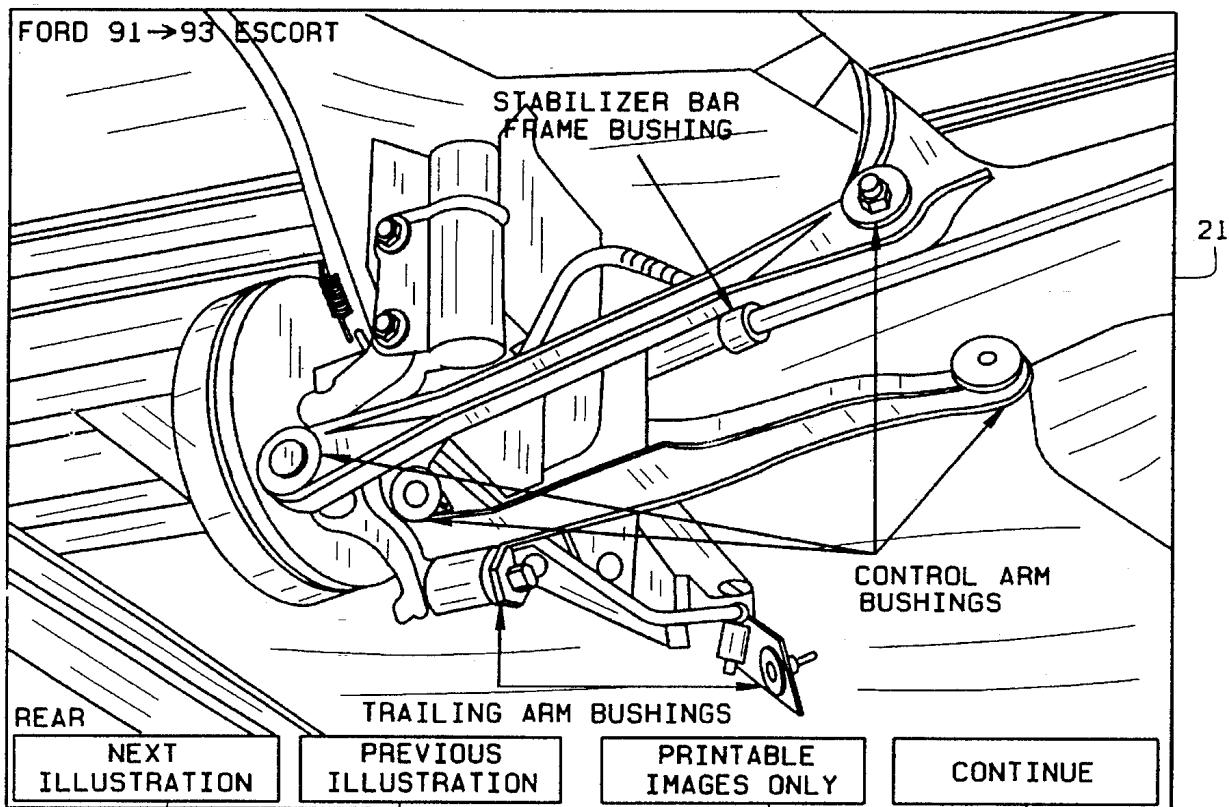 FORD 91→93 ESCORT
STABILIZER BAR
FRAME BUSHING
21
CONTROL ARM
BUSHINGS
TRAILING ARM BUSHINGS
REAR
NEXT
ILLUSTRATION
PREVIOUS
ILLUSTRATION
PRINTABLE
IMAGES ONLY
CONTINUE